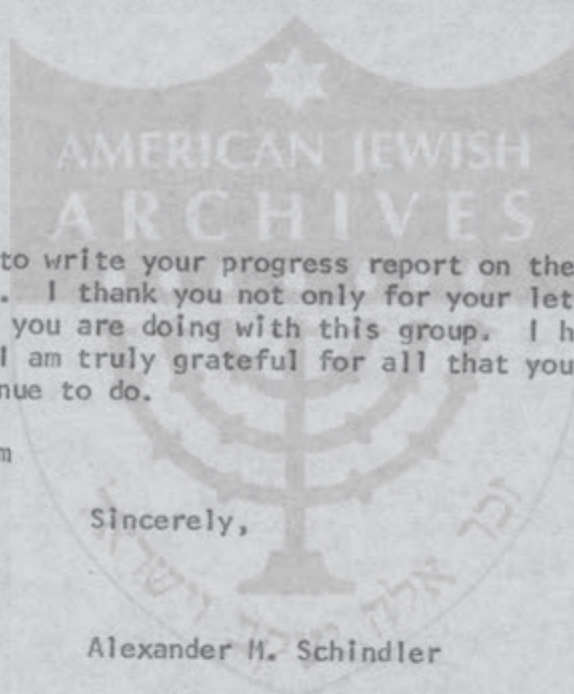 AMERICAN JEWISH
ARCHIVES
to write your progress report on the
. I thank you not only for your let
you are doing with this group. I h
I am truly grateful for all that you
nue to do.
m
Sincerely,
Alexander M. Schindler